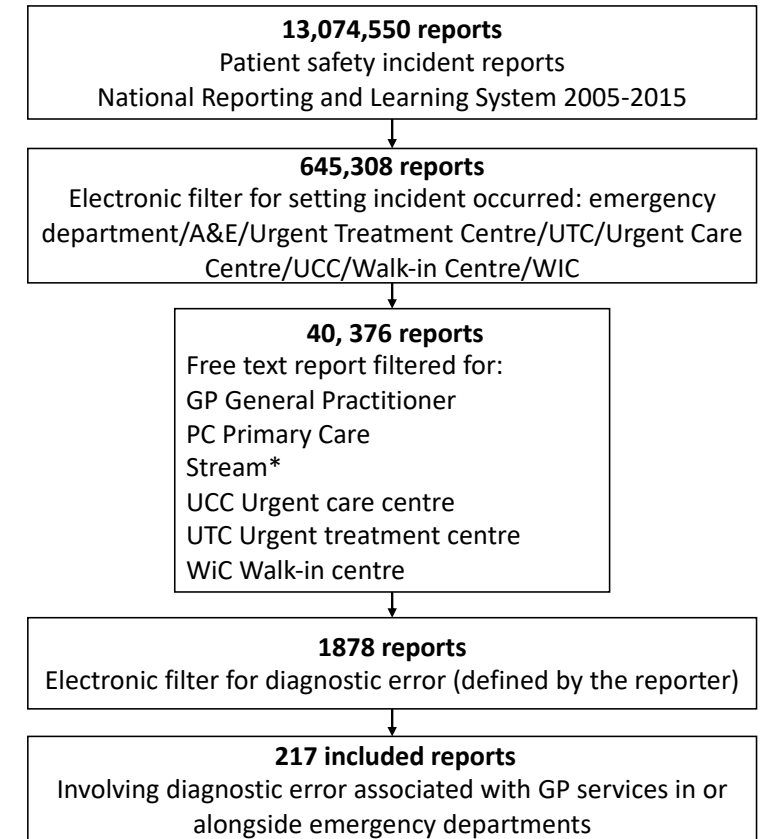 13,074,550 reports
Patient safety incident reports
National Reporting and Learning System 2005-2015
645,308 reports
Electronic filter for setting incident occurred: emergency
department/A&E/Urgent Treatment Centre/UTC/Urgent Care
Centre/UCC/Walk-in Centre/WIC
40, 376 reports
Free text report filtered for:
GP General Practitioner
PC Primary Care
Stream*
UCC Urgent care centre
UTC Urgent treatment centre
WiC Walk-in centre
1878 reports
Electronic filter for diagnostic error (defined by the reporter)
217 included reports
Involving diagnostic error associated with GP services in or
alongside emergency departments